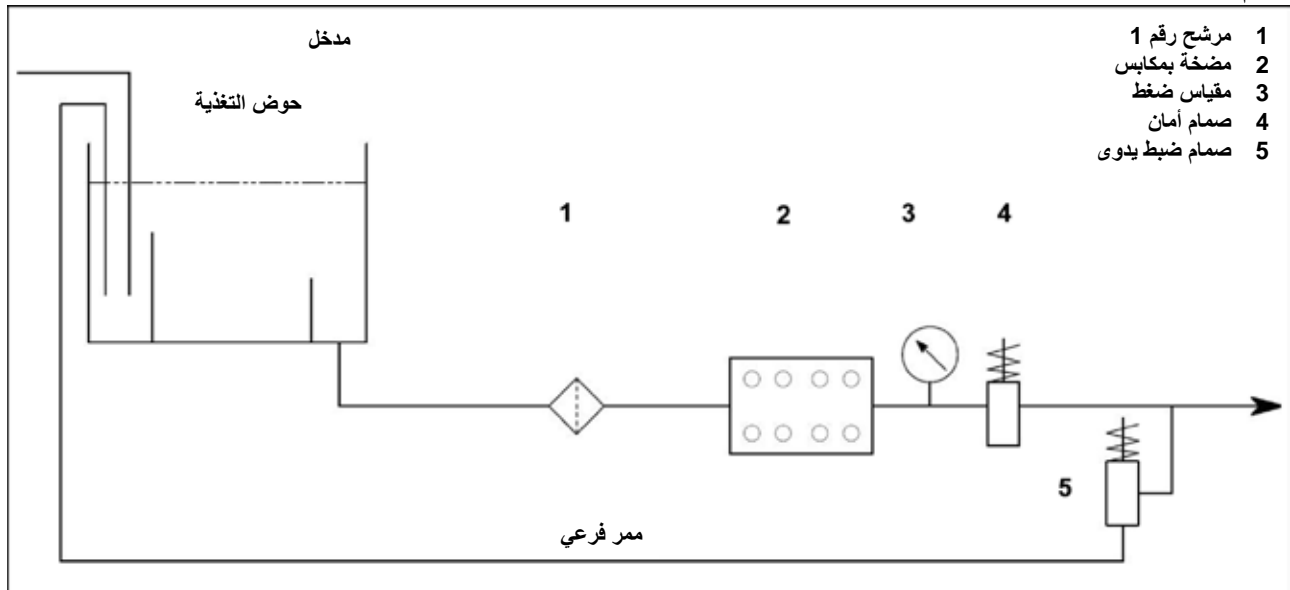 مدخل
حوض التغذية
1 مرشح رقم 1
2 مضخة بمكابس
3 مقياس ضغط
4 صمام أمان
5 صمام ضبط يدوى
1
2
3
4
5
ممر فرعي